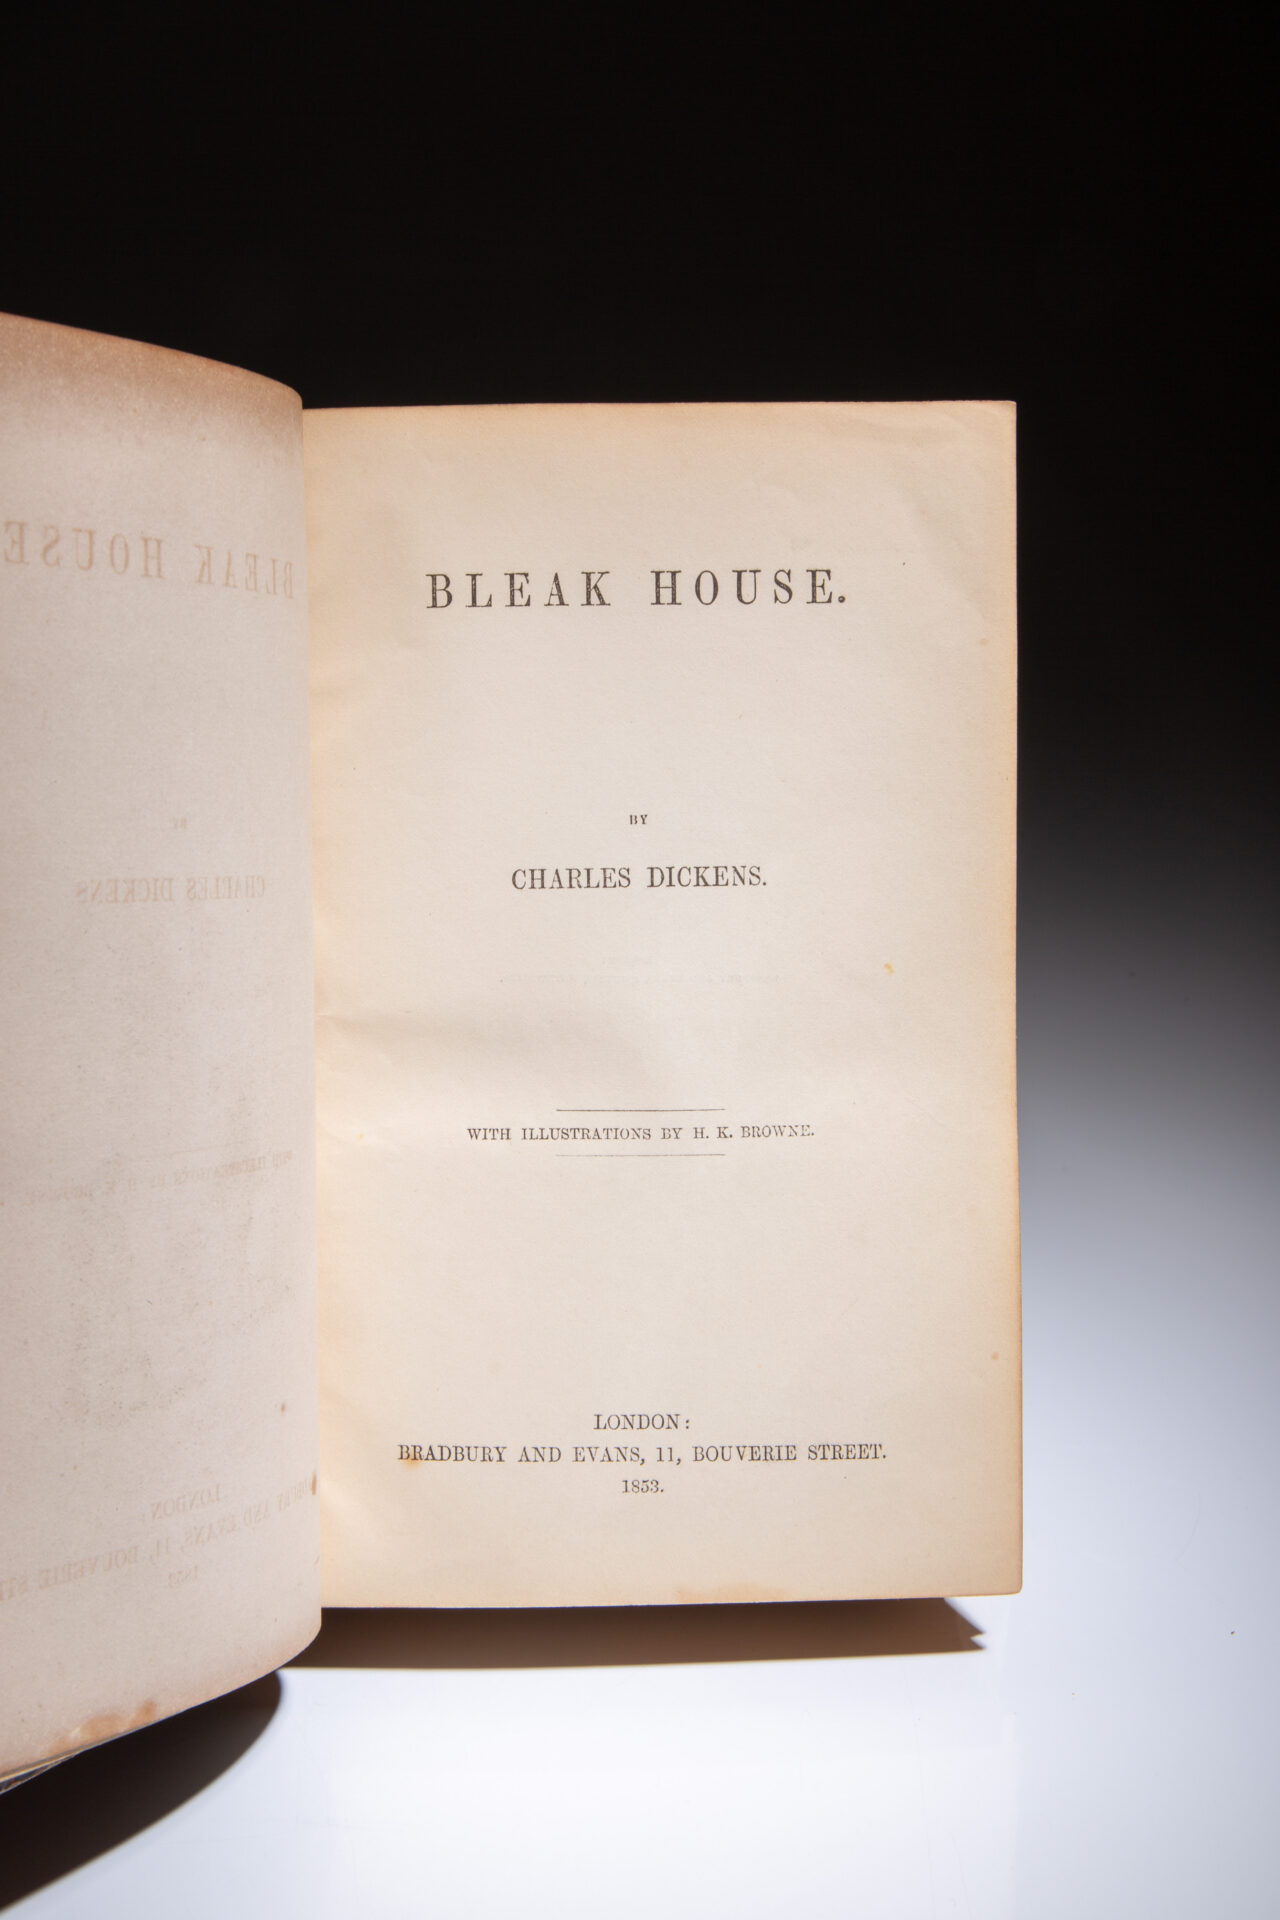 BLEAK HOUSE.
BY
CHARLES DICKENS.
WITH ILLUSTRATIONS BY H. K. BROWNE.
LONDON:
BRADBURY AND EVANS, 11, BOUVERIE STREET.
1853.